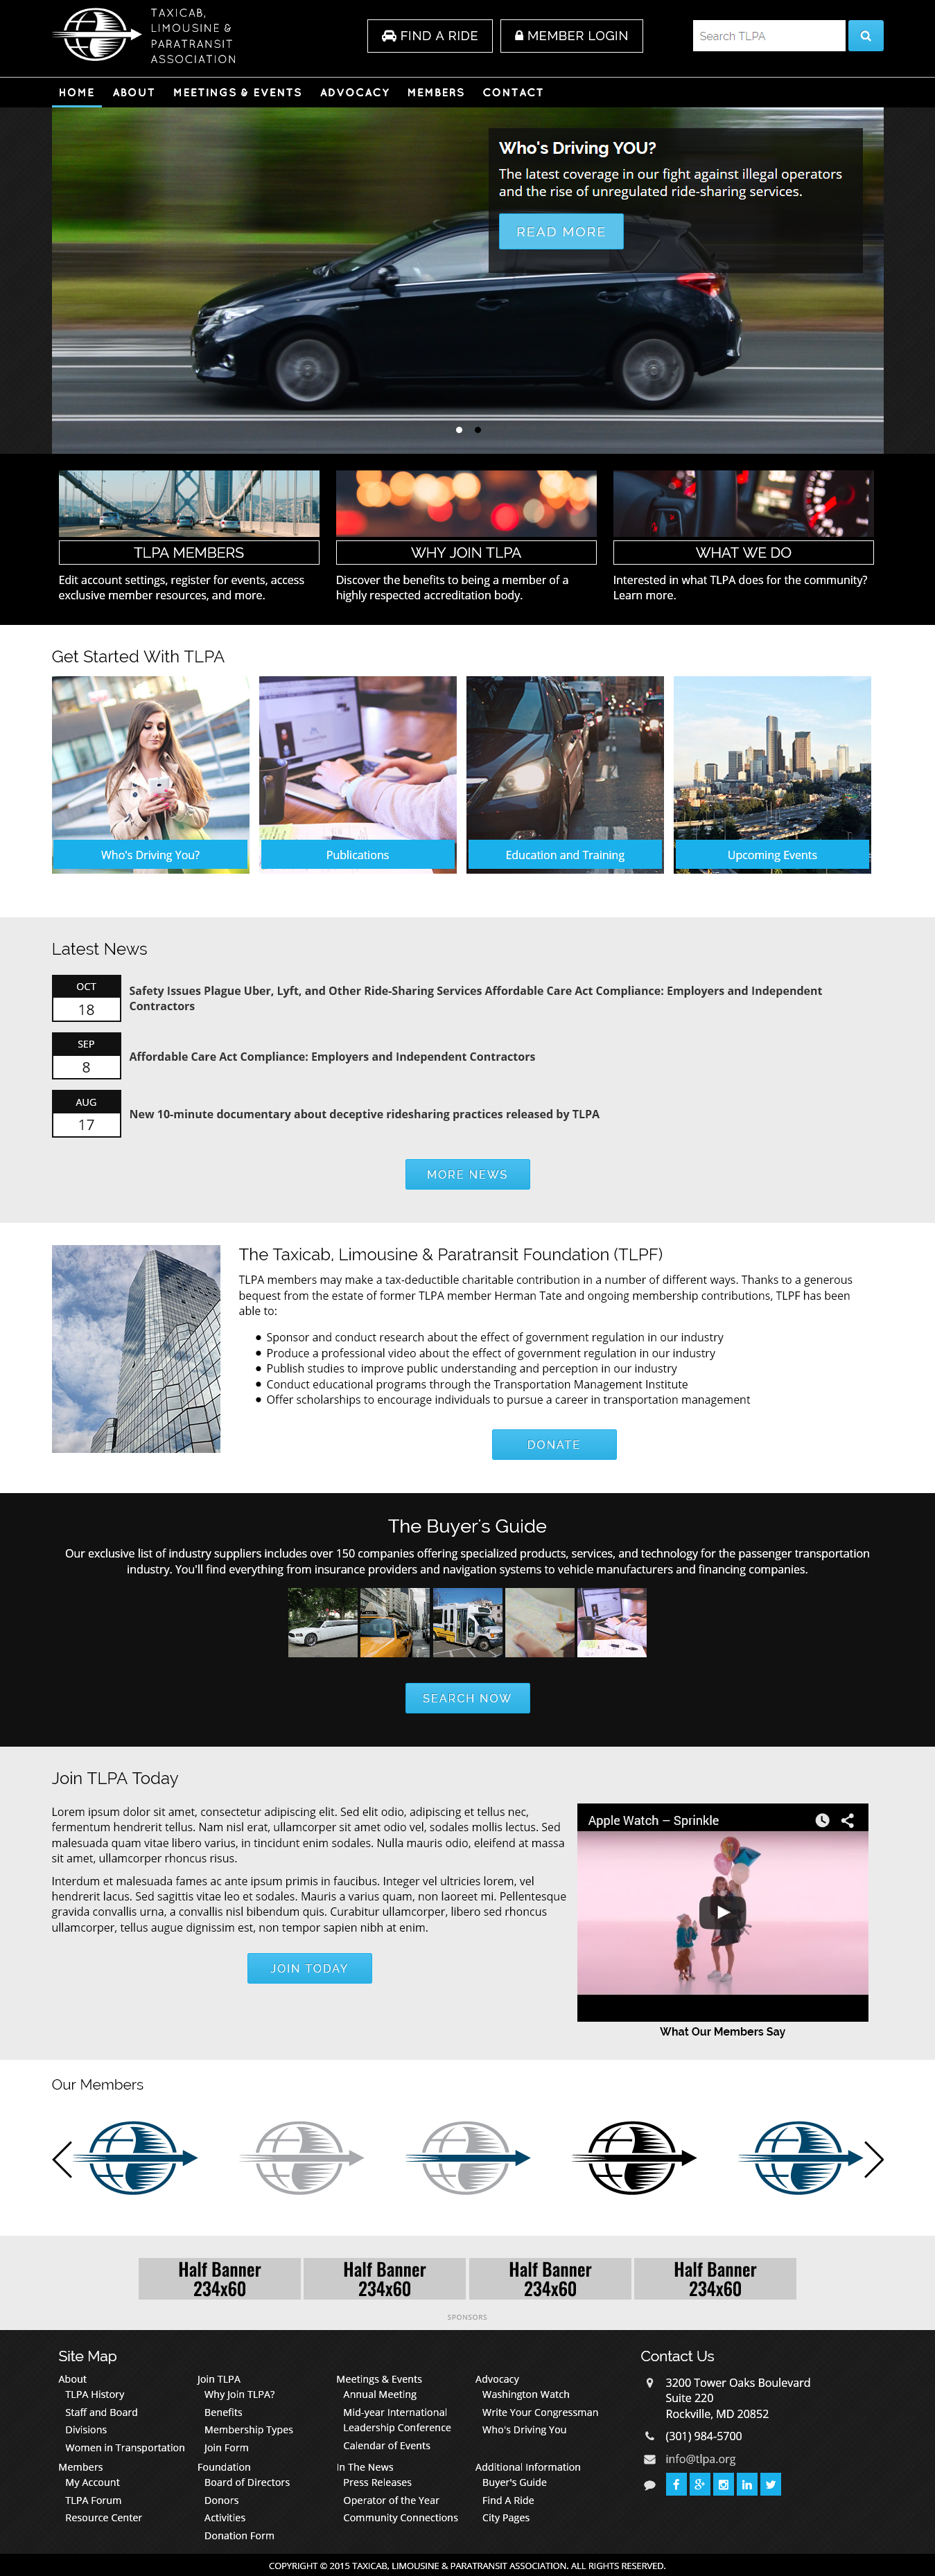 TAXICAB,
LIMOUSINE &
PARATRANSIT
ASSOCIATION
FIND A RIDE
MEMBER LOGIN
Search TLPA
HOME ABOUT MEETINGS & EVENTS ADVOCACY MEMBERS CONTACT
Who's Driving YOU?
The latest coverage in our fight against illegal operators
and the rise of unregulated ride-sharing services.
READ MORE
TLPA MEMBERS
Edit account settings, register for events, access
exclusive member resources, and more.
WHY JOIN TLPA
Discover the benefits to being a member of a
highly respected accreditation body.
WHAT WE DO
Interested in what TLPA does for the community?
Learn more.
Get Started With TLPA
Who's Driving You?
Publications
Education and Training
Upcoming Events
Latest News
OCT
18
Safety Issues Plague Uber, Lyft, and Other Ride-Sharing Services Affordable Care Act Compliance: Employers and Independent
Contractors
SEP
8
Affordable Care Act Compliance: Employers and Independent Contractors
AUG
17
New 10-minute documentary about deceptive ridesharing practices released by TLPA
MORE NEWS
The Taxicab, Limousine & Paratransit Foundation (TLPF)
TLPA members may make a tax-deductible charitable contribution in a number of different ways. Thanks to a generous
bequest from the estate of former TLPA member Herman Tate and ongoing membership contributions, TLPF has been
able to:
Sponsor and conduct research about the effect of government regulation in our industry
Produce a professional video about the effect of government regulation in our industry
Publish studies to improve public understanding and perception in our industry
Conduct educational programs through the Transportation Management Institute
Offer scholarships to encourage individuals to pursue a career in transportation management
DONATE
The Buyer's Guide
Our exclusive list of industry suppliers includes over 150 companies offering specialized products, services, and technology for the passenger transportation
industry. You'll find everything from insurance providers and navigation systems to vehicle manufacturers and financing companies.
SEARCH NOW
Join TLPA Today
Lorem ipsum dolor sit amet, consectetur adipiscing elit. Sed elit odio, adipiscing et tellus nec,
fermentum hendrerit tellus. Nam nisl erat, ullamcorper sit amet odio vel, sodales mollis lectus. Sed
malesuada quam vitae libero varius, in tincidunt enim sodales. Nulla mauris odio, eleifend at massa
sit amet, ullamcorper rhoncus risus.
Interdum et malesuada fames ac ante ipsum primis in faucibus. Integer vel ultricies lorem, vel
hendrerit lacus. Sed sagittis vitae leo et sodales. Mauris a varius quam, non laoreet mi. Pellentesque
gravida convallis urna, a convallis nisl bibendum quis. Curabitur ullamcorper, libero sed rhoncus
ullamcorper, tellus augue dignissim est, non tempor sapien nibh at enim.
JOIN TODAY
Apple Watch – Sprinkle
What Our Members Say
Our Members
Half Banner
234x60
Half Banner
234x60
Half Banner
234x60
Half Banner
234x60
SPONSORS
Site Map
About
TLPA History
Staff and Board
Divisions
Women in Transportation
Join TLPA
Why Join TLPA?
Benefits
Membership Types
Join Form
Meetings & Events
Annual Meeting
Mid-year International
Leadership Conference
Calendar of Events
Advocacy
Washington Watch
Write Your Congressman
Who's Driving You
Members
My Account
TLPA Forum
Resource Center
Foundation
Board of Directors
Donors
Activities
Donation Form
In The News
Press Releases
Operator of the Year
Community Connections
Additional Information
Buyer's Guide
Find A Ride
City Pages
Contact Us
3200 Tower Oaks Boulevard
Suite 220
Rockville, MD 20852
(301) 984-5700
info@tlpa.org
COPYRIGHT © 2015 TAXICAB, LIMOUSINE & PARATRANSIT ASSOCIATION. ALL RIGHTS RESERVED.